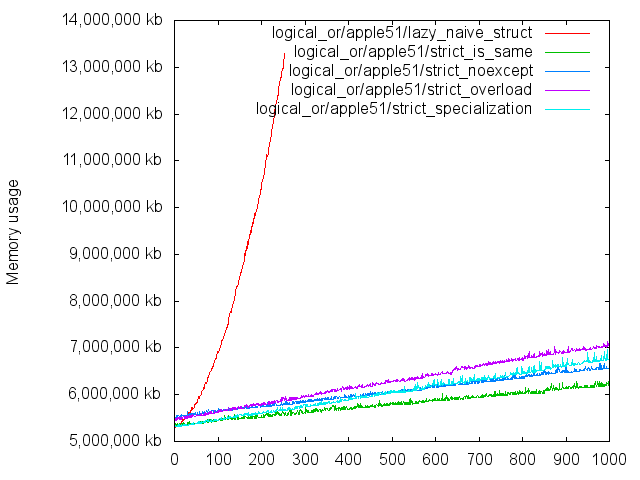 14,000,000 kb
13,000,000 kb
12,000,000 kb
11,000,000 kb
10,000,000 kb
9,000,000 kb
8,000,000 kb
7,000,000 kb
6,000,000 kb
5,000,000 kb
Memory usage
logical_or/apple51/lazy_naive_struct
logical_or/apple51/strict_is_same
logical_or/apple51/strict_noexcept
logical_or/apple51/strict_overload
logical_or/apple51/strict_specialization
0 100 200 300 400 500 600 700 800 900 1000